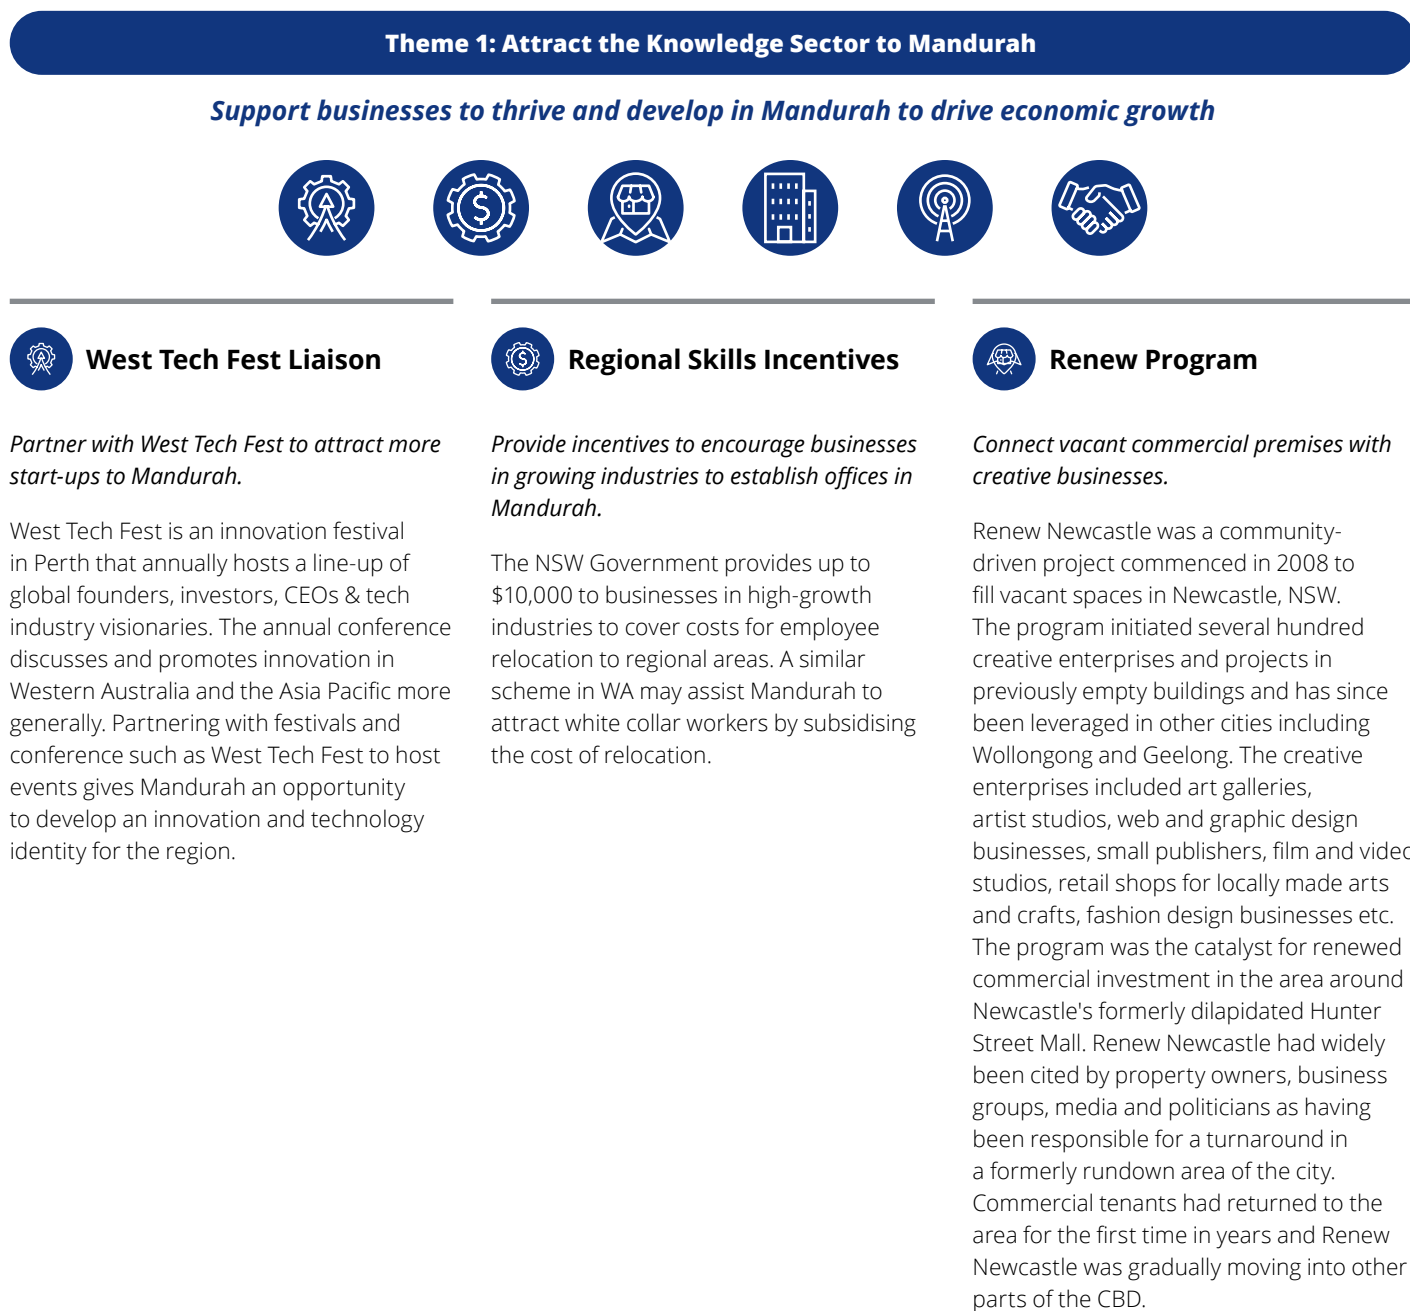 Theme 1: Attract the Knowledge Sector to Mandurah
Support businesses to thrive and develop in Mandurah to drive economic growth
West Tech Fest Liaison
Partner with West Tech Fest to attract more
start-ups to Mandurah.
West Tech Fest is an innovation festival
in Perth that annually hosts a line-up of
global founders, investors, CEOs & tech
industry visionaries. The annual conference
discusses and promotes innovation in
Western Australia and the Asia Pacific more
generally. Partnering with festivals and
conference such as West Tech Fest to host
events gives Mandurah an opportunity
to develop an innovation and technology
identity for the region.
Regional Skills Incentives
Provide incentives to encourage businesses
in growing industries to establish offices in
Mandurah.
The NSW Government provides up to
$10,000 to businesses in high-growth
industries to cover costs for employee
relocation to regional areas. A similar
scheme in WA may assist Mandurah to
attract white collar workers by subsidising
the cost of relocation.
Renew Program
Connect vacant commercial premises with
creative businesses.
Renew Newcastle was a community-
driven project commenced in 2008 to
fill vacant spaces in Newcastle, NSW.
The program initiated several hundred
creative enterprises and projects in
previously empty buildings and has since
been leveraged in other cities including
Wollongong and Geelong. The creative
enterprises included art galleries,
artist studios, web and graphic design
businesses, small publishers, film and video
studios, retail shops for locally made arts
and crafts, fashion design businesses etc.
The program was the catalyst for renewed
commercial investment in the area around
Newcastle's formerly dilapidated Hunter
Street Mall. Renew Newcastle had widely
been cited by property owners, business
groups, media and politicians as having
been responsible for a turnaround in
a formerly rundown area of the city.
Commercial tenants had returned to the
area for the first time in years and Renew
Newcastle was gradually moving into other
parts of the CBD.